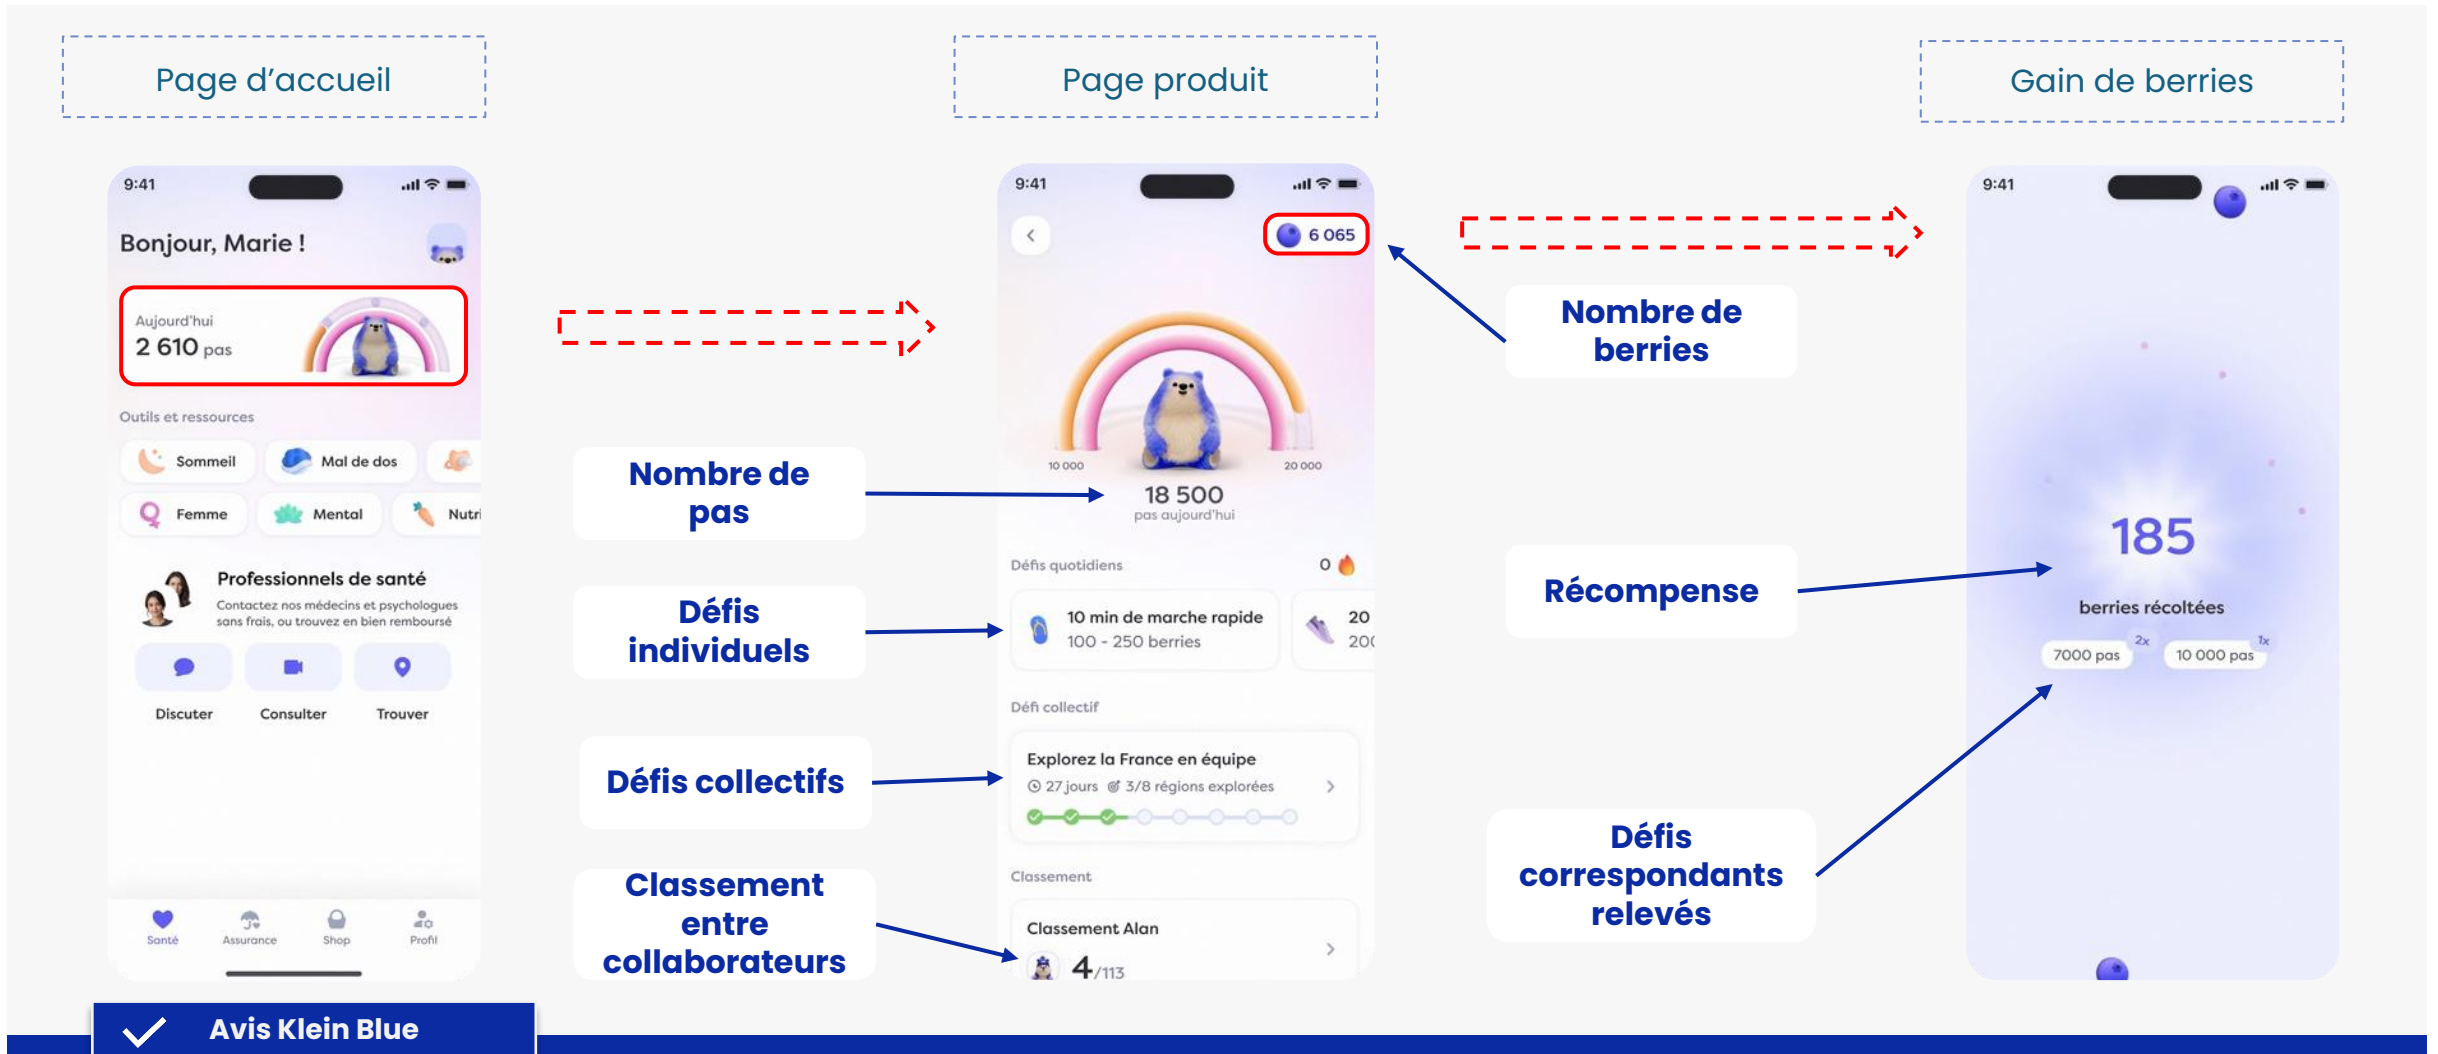 Page d'accueil
Page produit
Gain de berries
9:41
Bonjour, Marie !
Aujourd'hui
2 610 pas
Outils et ressources
Sommeil
Mal de dos
Femme
Mental
Nutri
Professionnels de santé
Contactez nos médecins et psychologues
sans frais, ou trouvez en bien remboursé
Discuter
Consulter
Trouver
Santé
Assurance
Shop
Profil
Nombre de
pas
Défis
individuels
Défis collectifs
Classement
entre
collaborateurs
9:41
6 065
10 000
20 000
18 500
pas aujourd'hui
Défis quotidiens
0
10 min de marche rapide
100 - 250 berries
20
200
Défi collectif
Explorez la France en équipe
27 jours 3/8 régions explorées
Classement
Classement Alan
4/113
Nombre de
berries
Récompense
Défis
correspondants
relevés
9:41
185
berries récoltées
7000 pas 2x
10 000 pas 1x
Avis Klein Blue